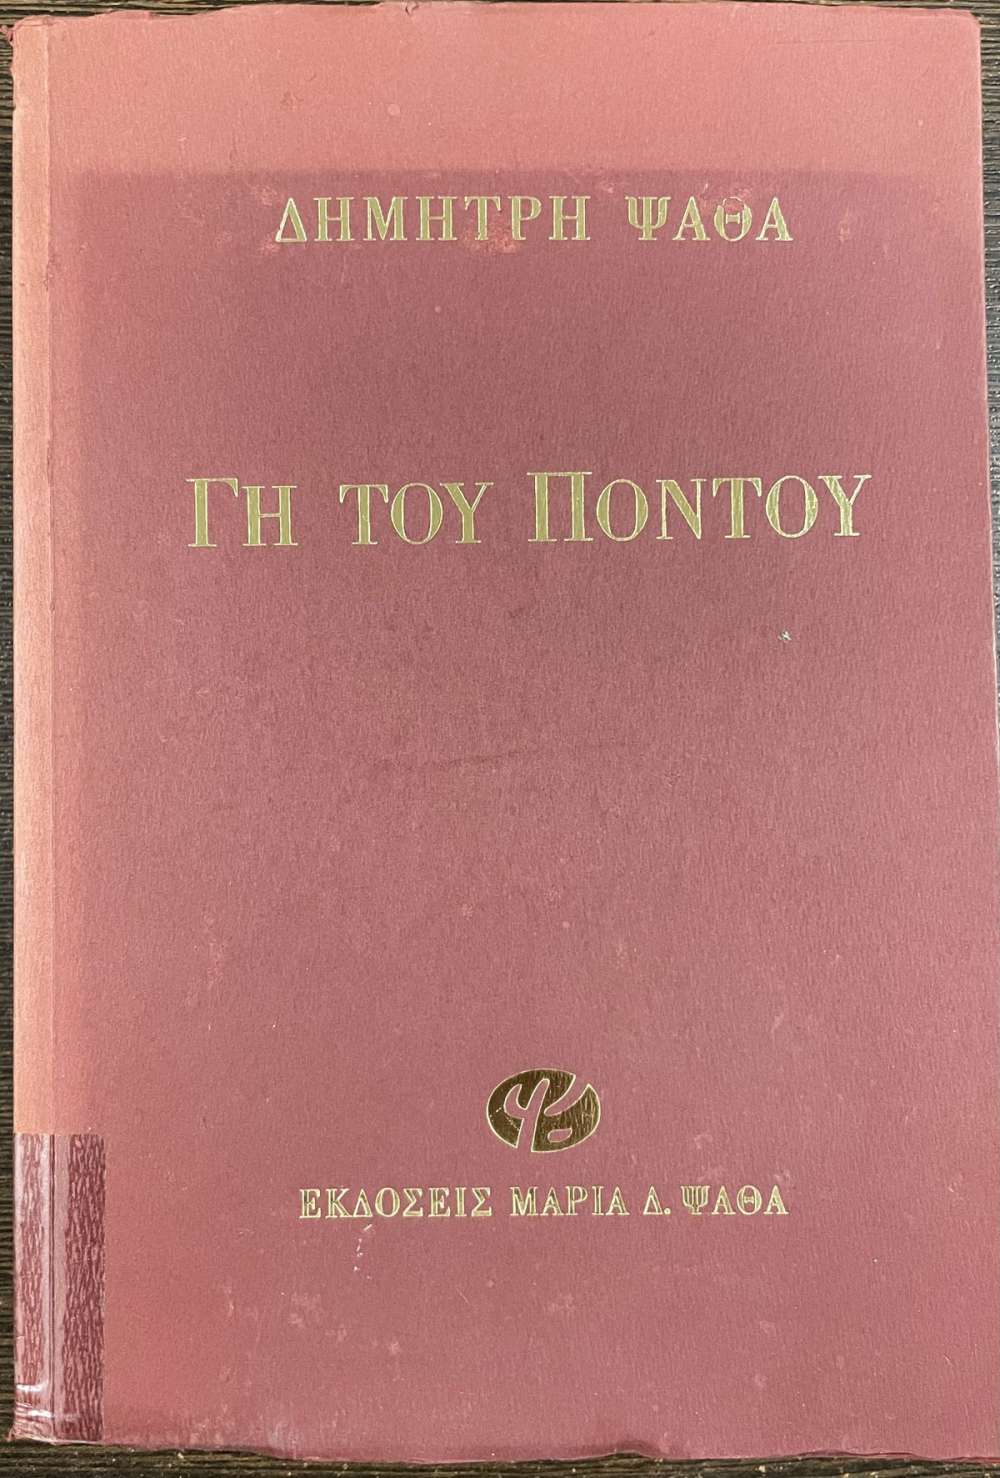 ΔΗΜΗΤΡΗ ΨΑΘΑ
ΓΗ ΤΟΥ ΠΟΝΤΟΥ
ΕΚΔΟΣΕΙΣ ΜΑΡΙΑ Δ. ΨΑΘΑ